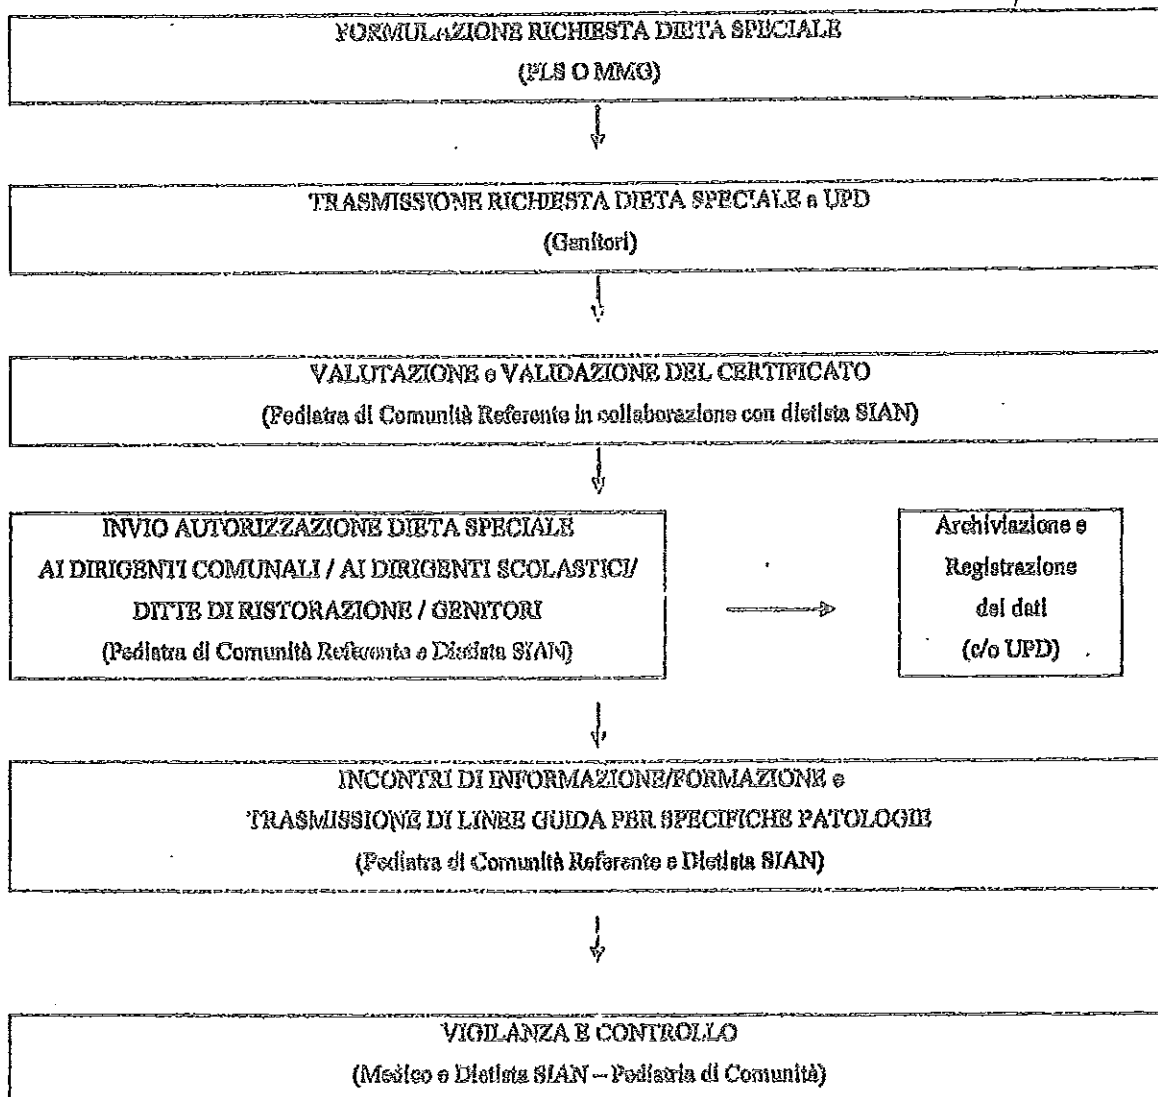 FORMULAZIONE RICHIESTA DIETA SPECIALE
(PLS O MMG)
TRASMISSIONE RICHIESTA DIETA SPECIALE a UPD
(Genitori)
VALUTAZIONE e VALIDAZIONE DEL CERTIFICATO
(Pediatra di Comunità Referente in collaborazione con dietista SIAN)
INVIO AUTORIZZAZIONE DIETA SPECIALE
AI DIRIGENTI COMUNALI / AI DIRIGENTI SCOLASTICI/
DITTE DI RISTORAZIONE / GENITORI
(Pediatra di Comunità Referente e Dietista SIAN)
Archiviazione e
Registrazione
dei dati
(c/o UPD)
INCONTRI DI INFORMAZIONE/FORMAZIONE e
TRASMISSIONE DI LINEE GUIDA PER SPECIFICHE PATOLOGIE
(Pediatra di Comunità Referente e Dietista SIAN)
VIGILANZA E CONTROLLO
(Medico e Dietista SIAN – Pediatria di Comunità)